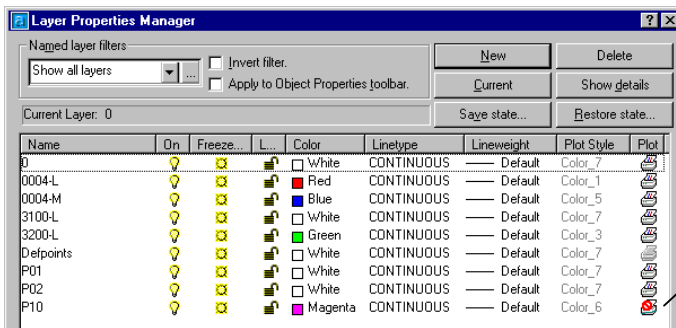 Layer Properties Manager
Named layer filters
Show all layers
...
Invert filter.
Apply to Object Properties toolbar.
New
Delete
Current
Show details
Current Layer: 0
Save state...
Restore state...
Name On Freeze... L... Color Linetype Lineweight Plot Style Plot
0 White CONTINUOUS Default Color_7
0004-L Red CONTINUOUS Default Color_1
0004-M Blue CONTINUOUS Default Color_5
3100-L White CONTINUOUS Default Color_7
3200-L Green CONTINUOUS Default Color_3
Defpoints White CONTINUOUS Default Color_7
P01 White CONTINUOUS Default Color_7
P02 White CONTINUOUS Default Color_7
P10 Magenta CONTINUOUS Default Color_6